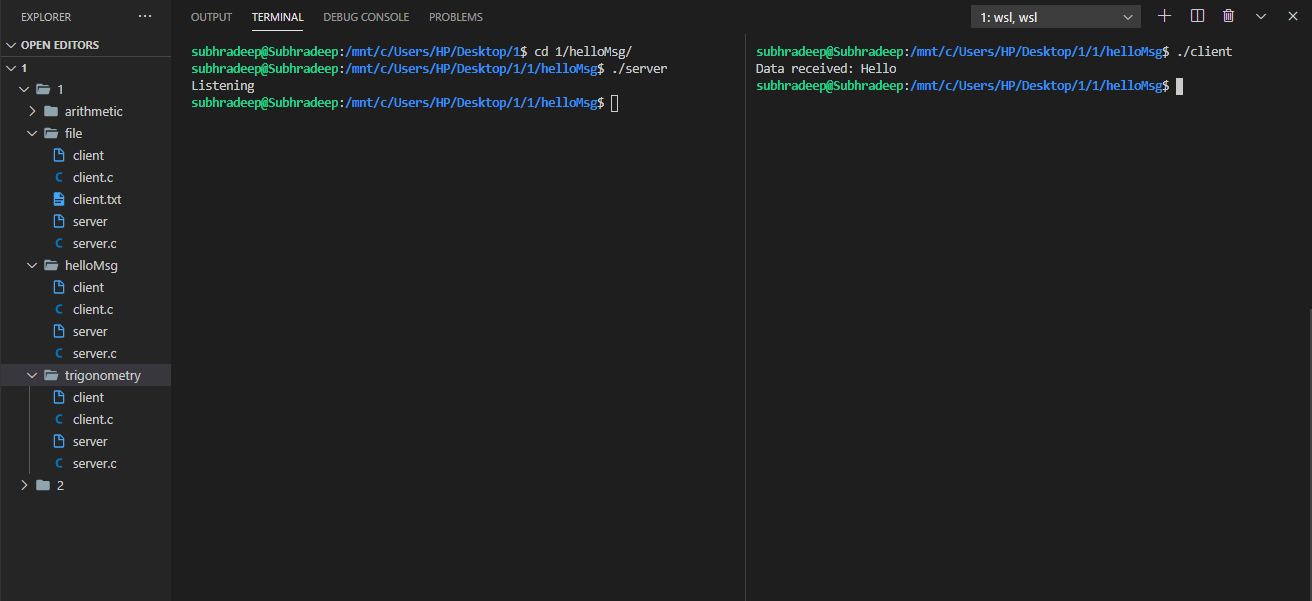 EXPLORER ···
OPEN EDITORS
1
1
arithmetic
file
client
C client.c
client.txt
server
C server.c
helloMsg
client
C client.c
server
C server.c
trigonometry
client
C client.c
server
C server.c
2
OUTPUT TERMINAL DEBUG CONSOLE PROBLEMS
1: wsl, wsl
subhradeep@Subhradeep:/mnt/c/Users/HP/Desktop/1$ cd 1/helloMsg/
subhradeep@Subhradeep:/mnt/c/Users/HP/Desktop/1/1/helloMsg$ ./server
Listening
subhradeep@Subhradeep:/mnt/c/Users/HP/Desktop/1/1/helloMsg$
subhradeep@Subhradeep:/mnt/c/Users/HP/Desktop/1/1/helloMsg$ ./client
Data received: Hello
subhradeep@Subhradeep:/mnt/c/Users/HP/Desktop/1/1/helloMsg$